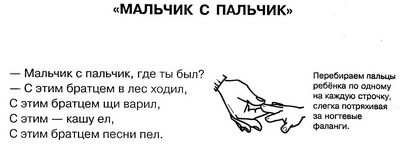 «МАЛЬЧИК С ПАЛЬЧИК»
— Мальчик с пальчик, где ты был?
— С этим братцем в лес ходил,
С этим братцем щи варил,
С этим — кашу ел,
С этим братцем песни пел.
Перебираем пальцы
ребёнка по одному
на каждую строчку,
слегка потряхивая
за ногтевые
фаланги.